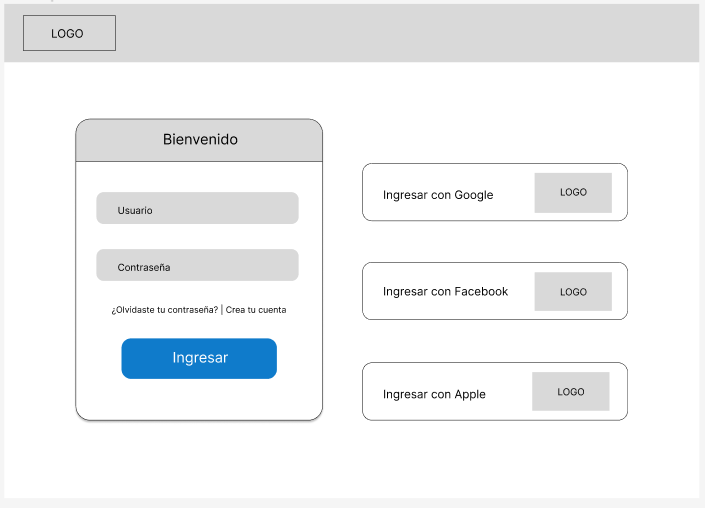 LOGO
Bienvenido
Usuario
Contraseña
¿Olvidaste tu contraseña? | Crea tu cuenta
Ingresar
Ingresar con Google
LOGO
Ingresar con Facebook
LOGO
Ingresar con Apple
LOGO